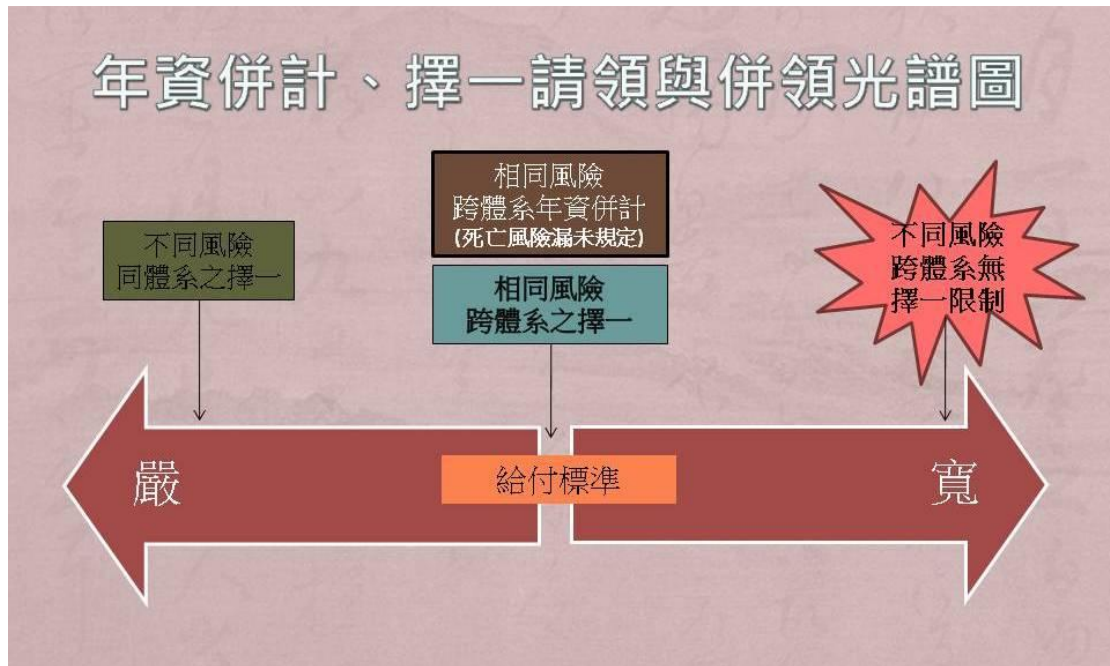 年資併計、擇一請領與併領光譜圖
不同風險
同體系之擇一
相同風險
跨體系年資併計
(死亡風險漏未規定)
相同風險
跨體系之擇一
不同風險
跨體系無
擇一限制
嚴
給付標準
寬